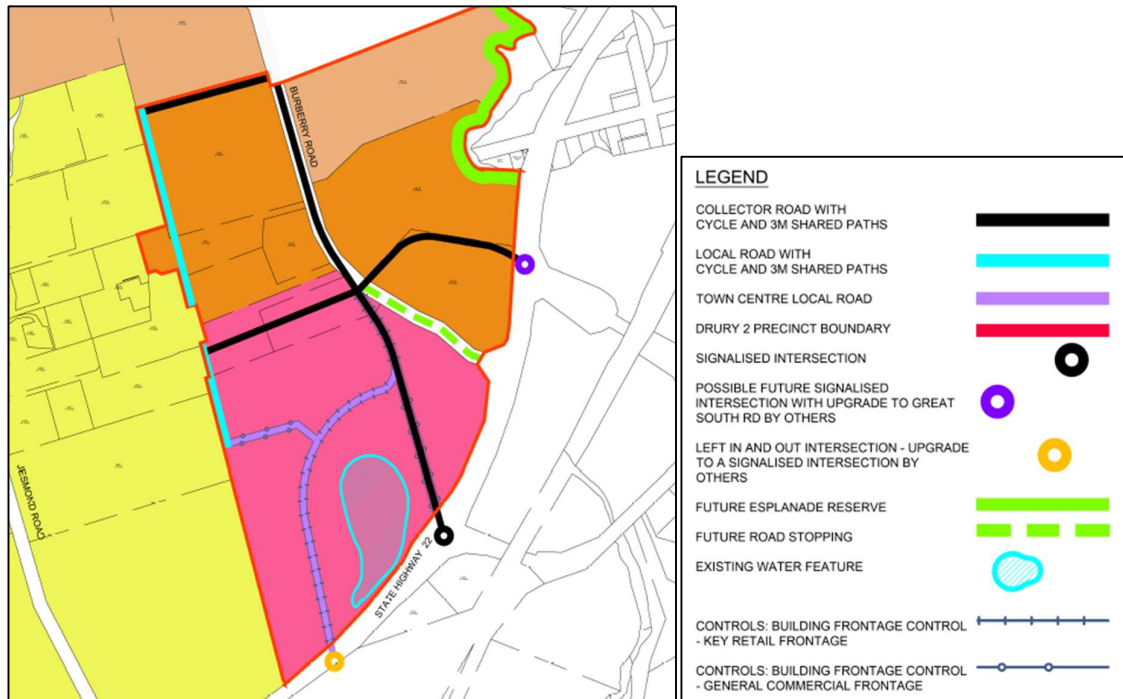 BURBERRY ROAD
JESMOND ROAD
STATE HIGHWAY 22
LEGEND
COLLECTOR ROAD WITH
CYCLE AND 3M SHARED PATHS
LOCAL ROAD WITH
CYCLE AND 3M SHARED PATHS
TOWN CENTRE LOCAL ROAD
DRURY 2 PRECINCT BOUNDARY
SIGNALISED INTERSECTION
POSSIBLE FUTURE SIGNALISED
INTERSECTION WITH UPGRADE TO GREAT
SOUTH RD BY OTHERS
LEFT IN AND OUT INTERSECTION - UPGRADE
TO A SIGNALISED INTERSECTION BY
OTHERS
FUTURE ESPLANADE RESERVE
FUTURE ROAD STOPPING
EXISTING WATER FEATURE
CONTROLS: BUILDING FRONTAGE CONTROL
- KEY RETAIL FRONTAGE
CONTROLS: BUILDING FRONTAGE CONTROL
- GENERAL COMMERCIAL FRONTAGE